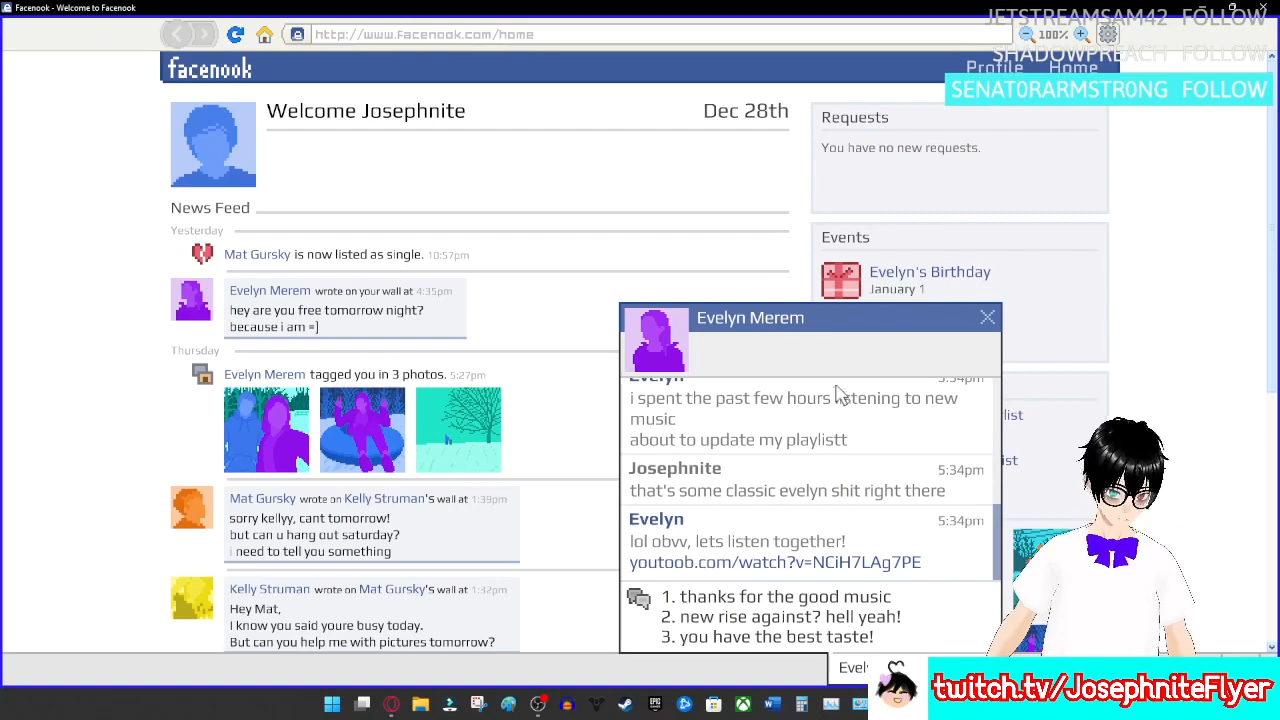 Facenook - Welcome to Facenook
JETSTREAMSAM42 FOLLOW
http://www.facenook.com/home
100%
SHADOWPREACH FOLLOW
facenook
Profile Home
SENAT0RARMSTR0NG FOLLOW
Welcome Josephnite
Dec 28th
Requests
You have no new requests.
News Feed
Yesterday
Mat Gursky is now listed as single. 10:57pm
Events
Evelyn's Birthday
January 1
Evelyn Merem wrote on your wall at 4:35pm
hey are you free tomorrow night?
because i am =]
Thursday
Evelyn Merem tagged you in 3 photos. 5:27pm
Mat Gursky wrote on Kelly Struman's wall at 1:39pm
sorry kellyy, cant tomorrow!
but can u hang out saturday?
i need to tell you something
Kelly Struman wrote on Mat Gursky's wall at 1:32pm
Hey Mat,
I know you said youre busy today.
But can you help me with pictures tomorrow?
Evelyn Merem
Evelyn 5:34pm
i spent the past few hours listening to new
music
about to update my playlistt
Josephnite 5:34pm
that's some classic evelyn shit right there
Evelyn 5:34pm
lol obvv, lets listen together!
youtoob.com/watch?v=NCiH7LAg7PE
1. thanks for the good music
2. new rise against? hell yeah!
3. you have the best taste!
twitch.tv/JosephniteFlyer